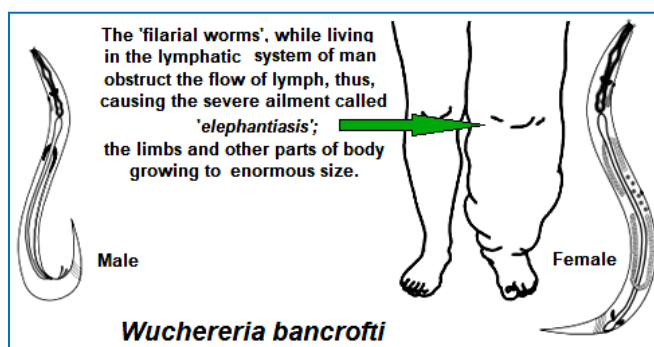 The 'filarial worms', while living
in the lymphatic system of man
obstruct the flow of lymph, thus,
causing the severe ailment called
'elephantiasis';
the limbs and other parts of body
growing to enormous size.
Male
Female
Wuchereria bancrofti